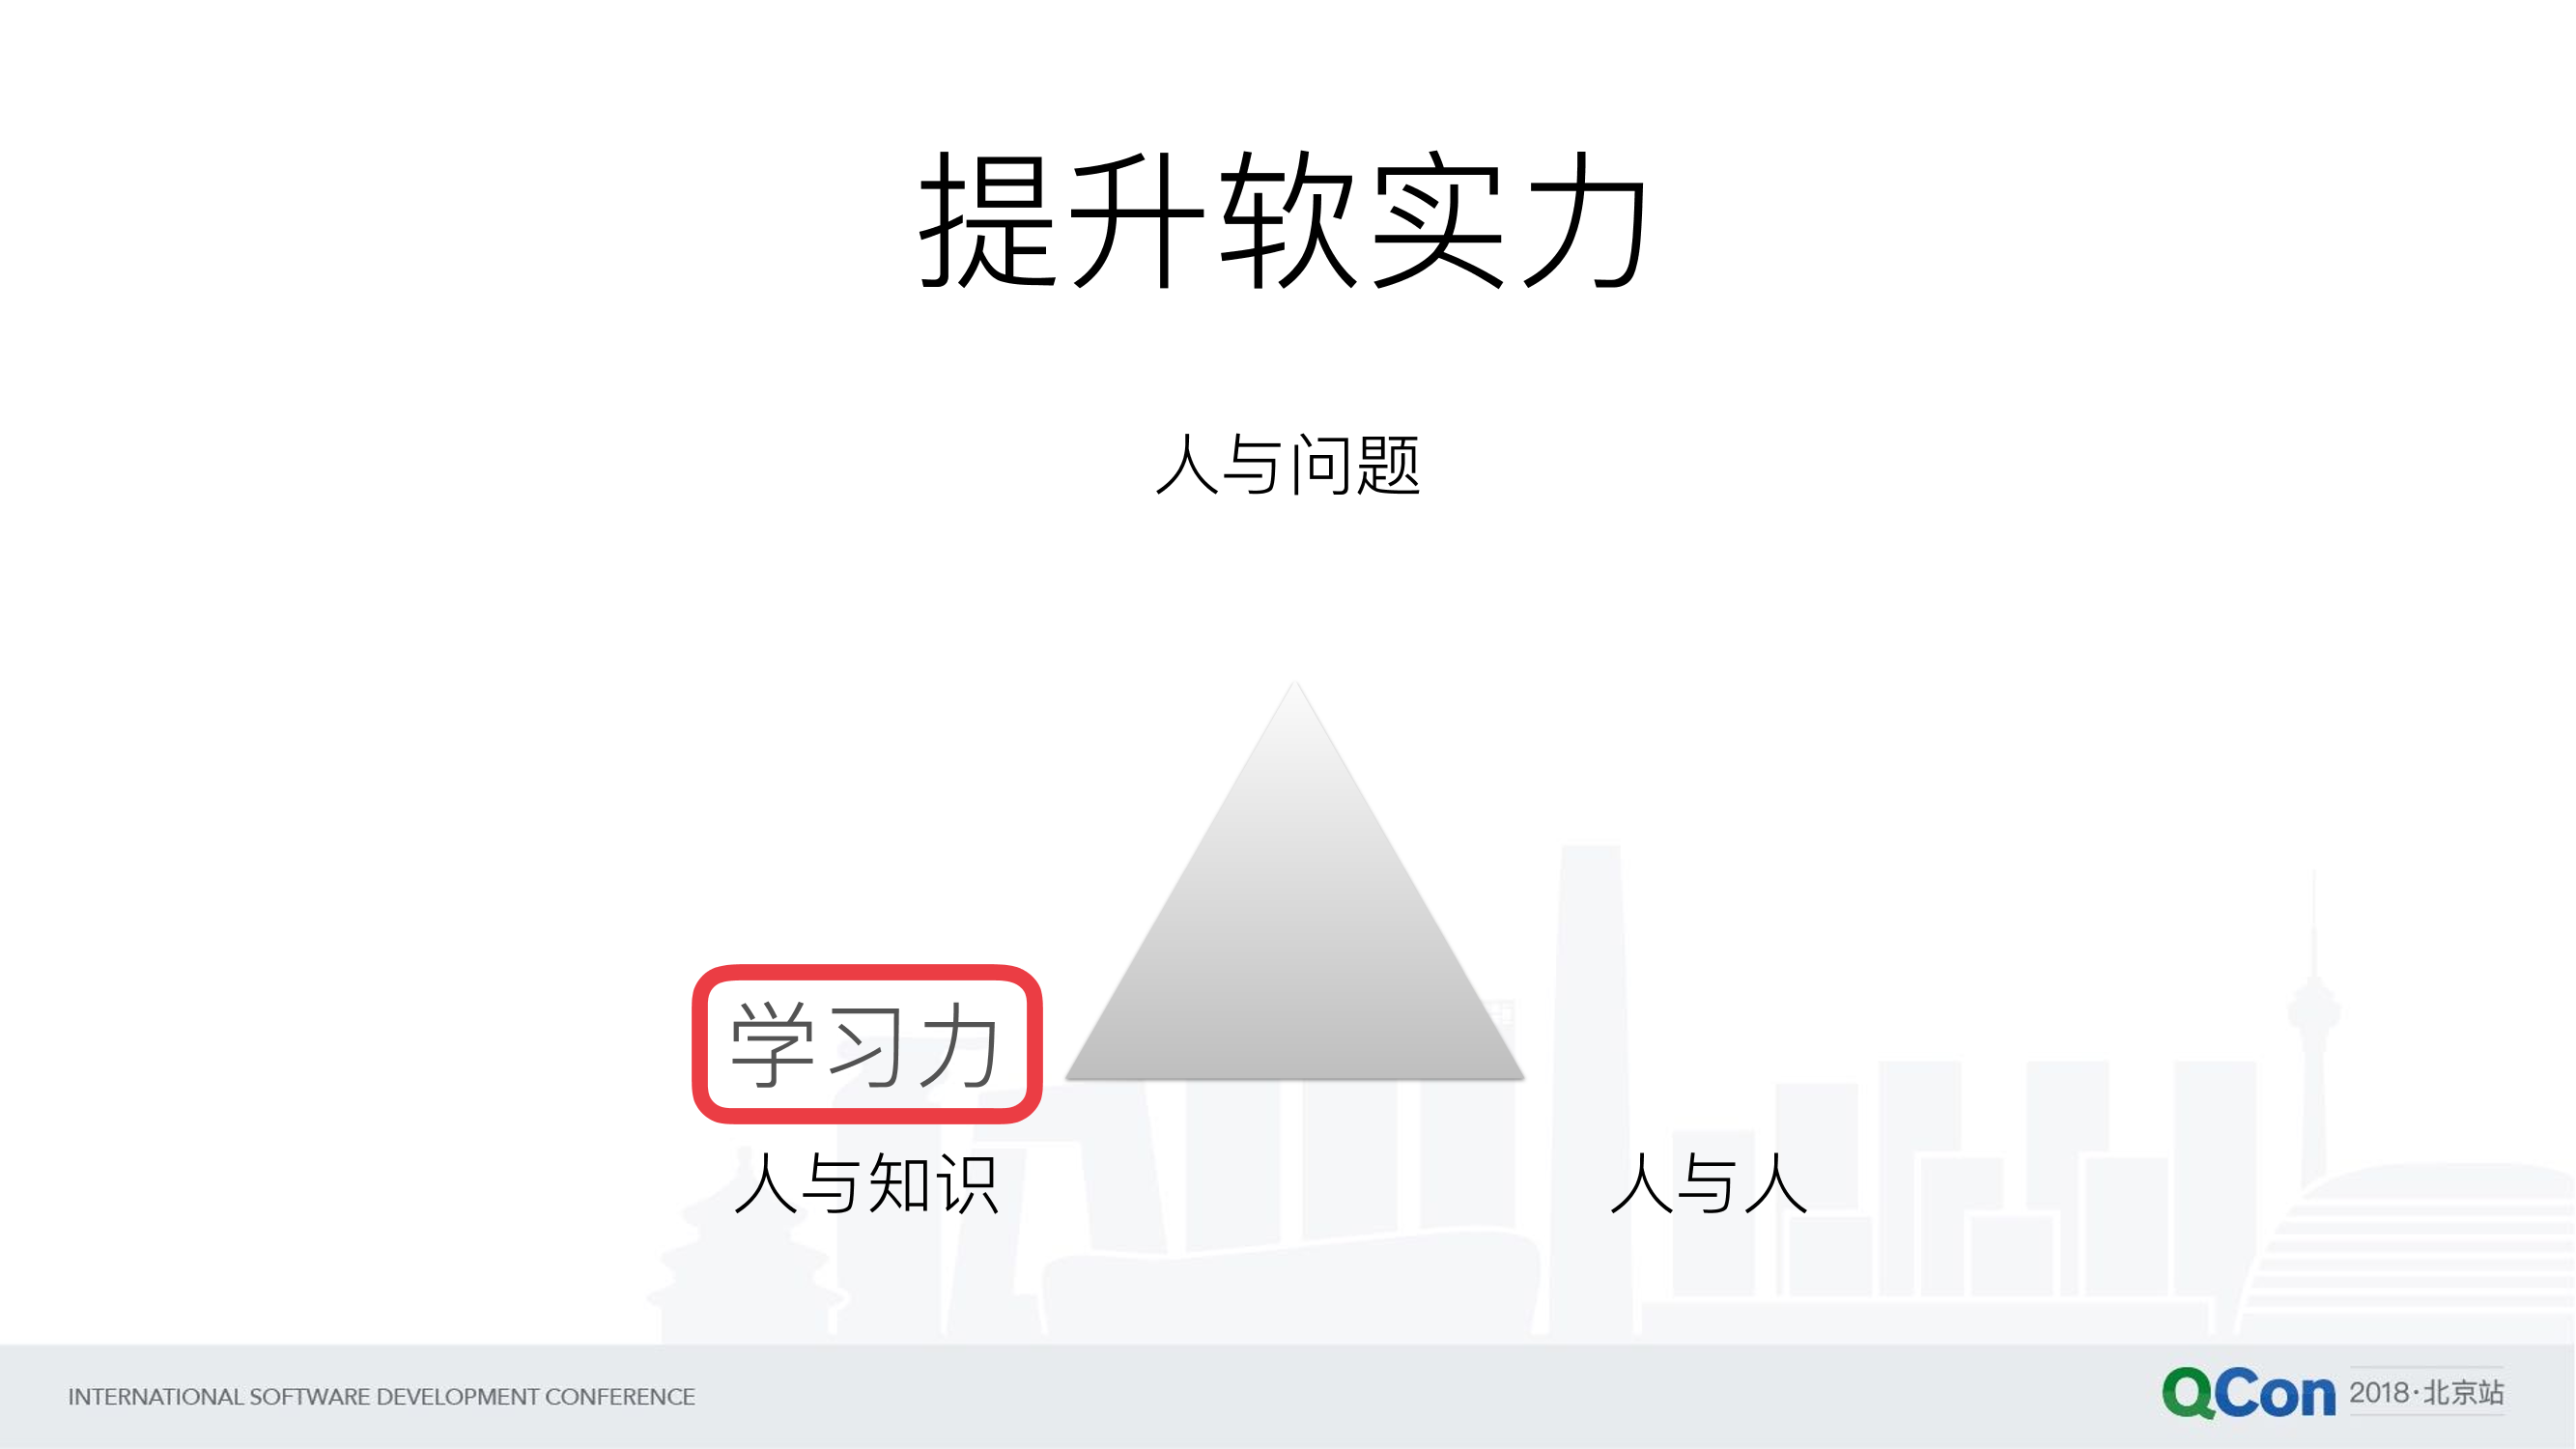 提升软实力
人与问题
学习力
人与知识
人与人
INTERNATIONAL SOFTWARE DEVELOPMENT CONFERENCE
QCon 2018·北京站